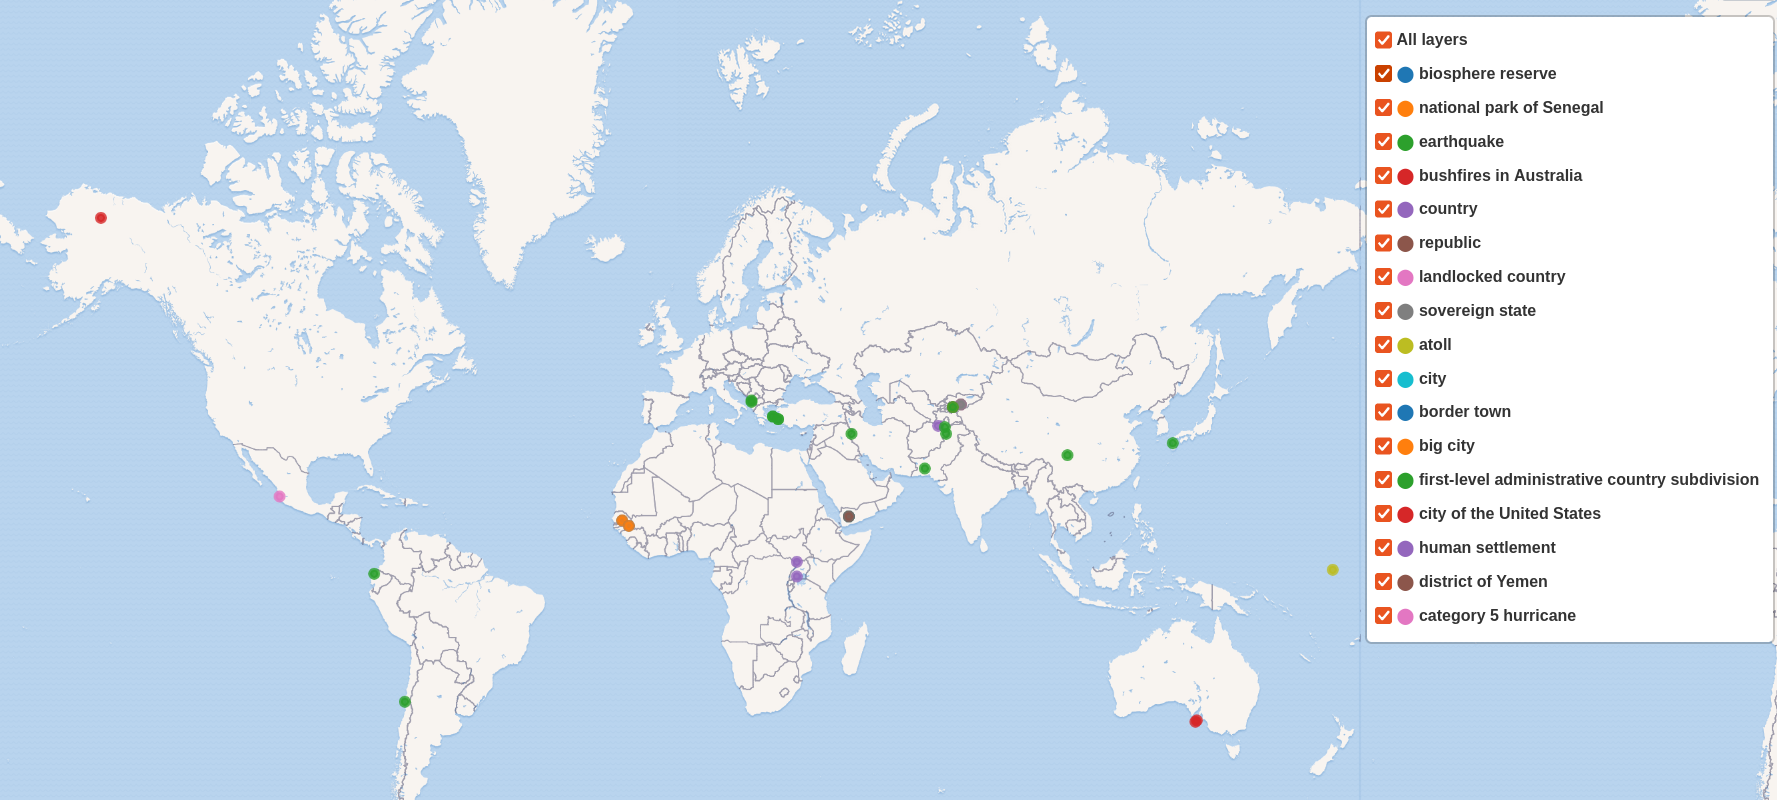 All layers
biosphere reserve
national park of Senegal
earthquake
bushfires in Australia
country
republic
landlocked country
sovereign state
atoll
city
border town
big city
first-level administrative country subdivision
city of the United States
human settlement
district of Yemen
category 5 hurricane